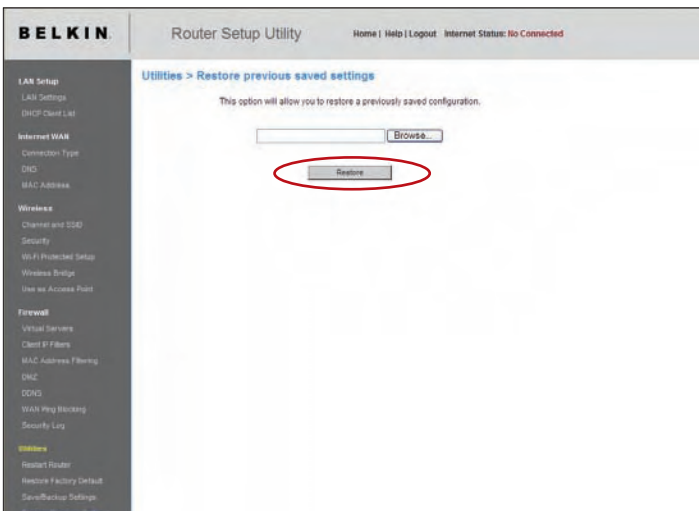 BELKIN
Router Setup Utility
Home | Help | Logout Internet Status: No Connected
LAN Setup
LAN Settings
DHCP Client List
Internet WAN
Connection Type
DNS
MAC Address
Wireless
Channel and SSID
Security
Wi-Fi Protected Setup
Wireless Bridge
Use as Access Point
Firewall
Virtual Servers
Client IP Filters
MAC Address Filtering
DMZ
DDNS
WAN Ping Blocking
Security Log
Utilities
Restart Router
Restore Factory Default
Save/Backup Settings
Utilities > Restore previous saved settings
This option will allow you to restore a previously saved configuration.
Browse...
Restore